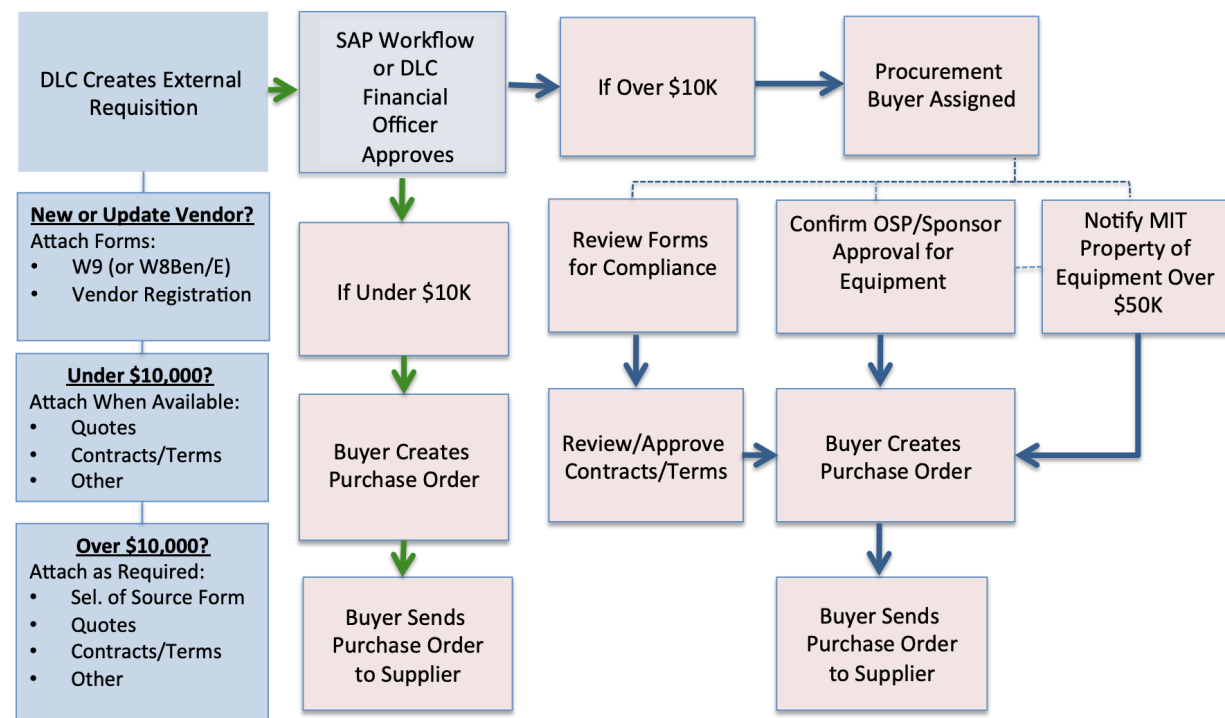 DLC Creates External
Requisition
SAP Workflow
or DLC
Financial
Officer
Approves
If Over $10K
Procurement
Buyer Assigned
New or Update Vendor?
Attach Forms:
• W9 (or W8Ben/E)
• Vendor Registration
Under $10,000?
Attach When Available:
• Quotes
• Contracts/Terms
• Other
Over $10,000?
Attach as Required:
• Sel. of Source Form
• Quotes
• Contracts/Terms
• Other
If Under $10K
Buyer Creates
Purchase Order
Buyer Sends
Purchase Order
to Supplier
Review Forms
for Compliance
Confirm OSP/Sponsor
Approval for
Equipment
Notify MIT
Property of
Equipment Over
$50K
Review/Approve
Contracts/Terms
Buyer Creates
Purchase Order
Buyer Sends
Purchase Order
to Supplier